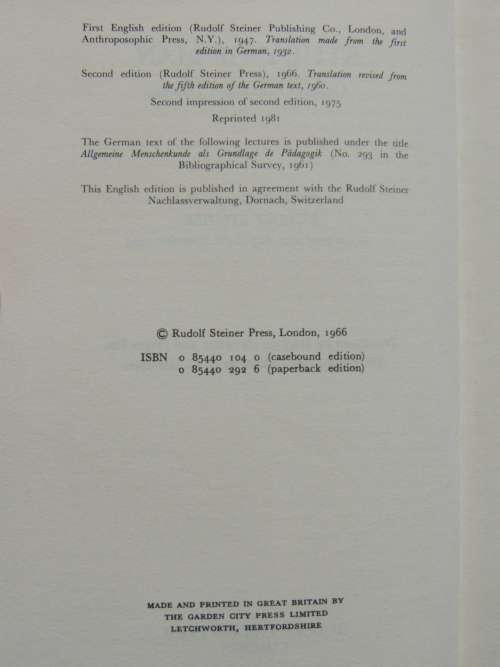 First English edition (Rudolf Steiner Publishing Co., London, and
Anthroposophic Press, N.Y.), 1947. Translation made from the first
edition in German, 1932.
Second edition (Rudolf Steiner Press), 1966. Translation revised from
the fifth edition of the German text, 1960.
Second impression of second edition, 1975
Reprinted 1981
The German text of the following lectures is published under the title
Allgemeine Menschenkunde als Grundlage de Pädagogik (No. 293 in the
Bibliographical Survey, 1961)
This English edition is published in agreement with the Rudolf Steiner
Nachlassverwaltung, Dornach, Switzerland
© Rudolf Steiner Press, London, 1966
ISBN 0 85440 104 0 (casebound edition)
0 85440 292 6 (paperback edition)
MADE AND PRINTED IN GREAT BRITAIN BY
THE GARDEN CITY PRESS LIMITED
LETCHWORTH, HERTFORDSHIRE